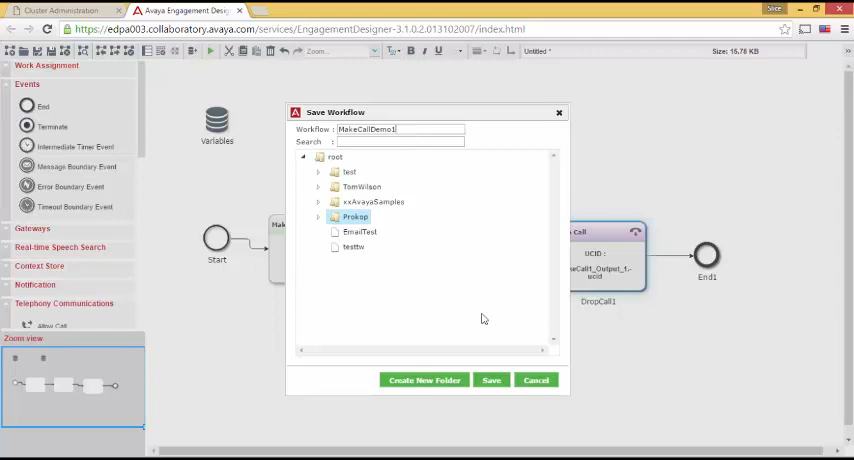 Cluster Administration
Avaya Engagement Desig
Slice
https://edpa003.collaboratory.avaya.com/services/EngagementDesigner-3.1.0.2.013102007/index.html
Zoom...
T
B
I
U
Untitled *
Size: 15.78 KB
Work Assignment
Events
End
Terminate
Intermediate Timer Event
Message Boundary Event
Error Boundary Event
Timeout Boundary Event
Gateways
Real-time Speech Search
Context Store
Notification
Telephony Communications
Allow Call
Zoom view
Variables
Start
Save Workflow
Workflow :
MakeCallDemo1
Search :
root
test
TomWilson
xxAvayaSamples
Prokop
EmailTest
testtw
Create New Folder
Save
Cancel
Call
UCID :
keCall1_Output_1.-
ucid
DropCall1
End1